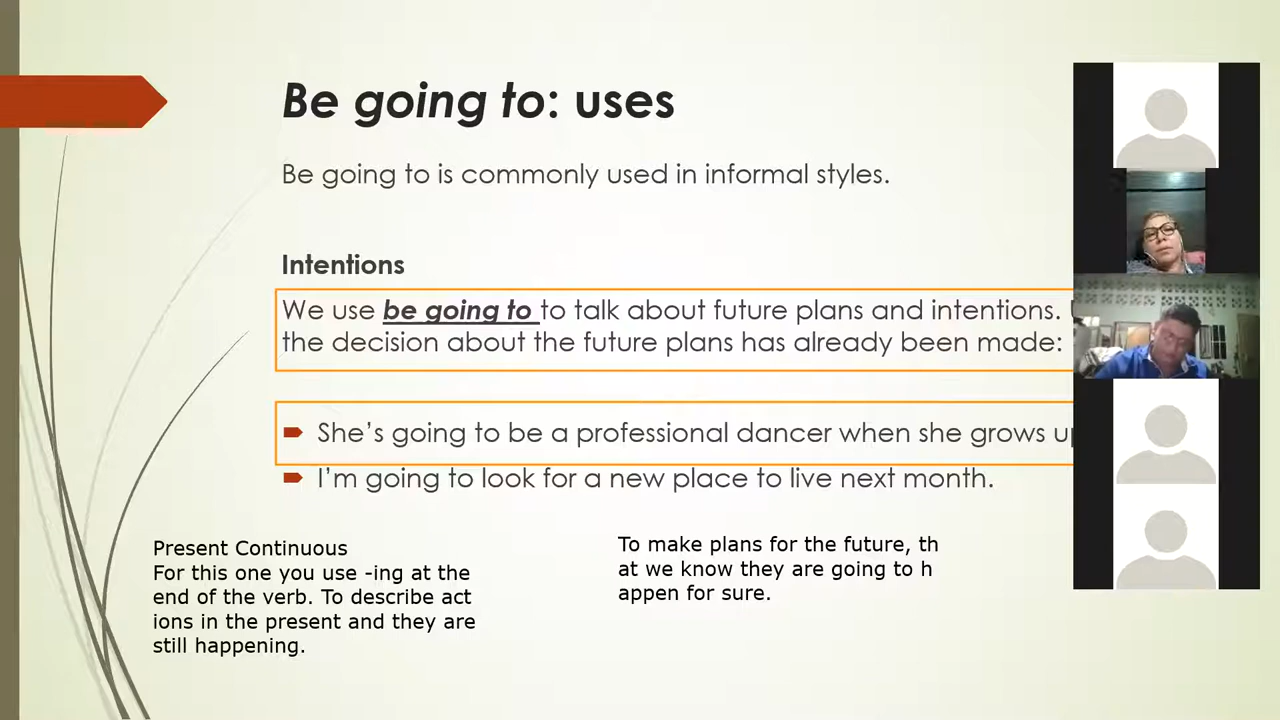 Be going to: uses
Be going to is commonly used in informal styles.
Intentions
We use be going to to talk about future plans and intentions.
the decision about the future plans has already been made:
She’s going to be a professional dancer when she grows
I’m going to look for a new place to live next month.
Present Continuous
For this one you use -ing at the
end of the verb. To describe act
ions in the present and they are
still happening.
To make plans for the future, th
at we know they are going to h
appen for sure.